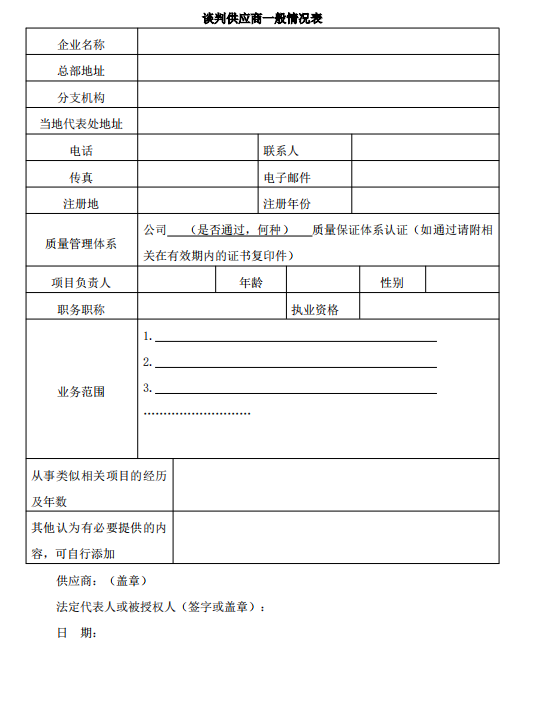 谈判供应商一般情况表
企业名称
总部地址
分支机构
当地代表处地址
电话 联系人
传真 电子邮件
注册地 注册年份
质量管理体系
公司 （是否通过，何种） 质量保证体系认证（如通过请附相
关在有效期内的证书复印件）
项目负责人 年龄 性别
职务职称 执业资格
业务范围
1.
2.
3.
………………………
从事类似相关项目的经历
及年数
其他认为有必要提供的内
容，可自行添加
供应商：（盖章）
法定代表人或被授权人（签字或盖章）：
日 期：